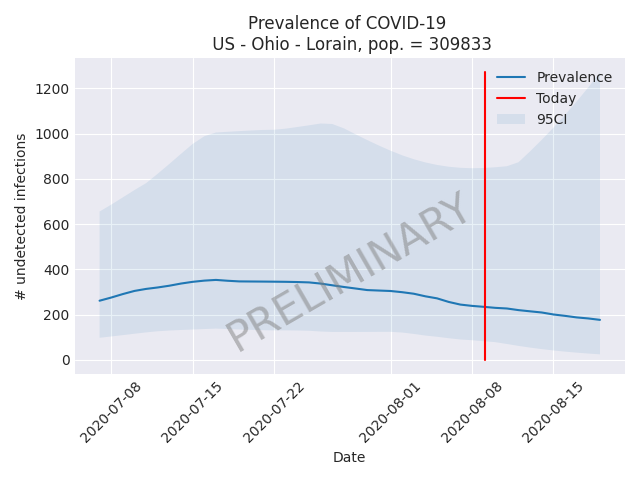 Prevalence of COVID-19
US - Ohio - Lorain, pop. = 309833
Prevalence
Today
95CI
# undetected infections
1200
1000
800
600
400
200
0
PRELIMINARY
2020-07-08
2020-07-15
2020-07-22
2020-08-01
2020-08-08
2020-08-15
Date